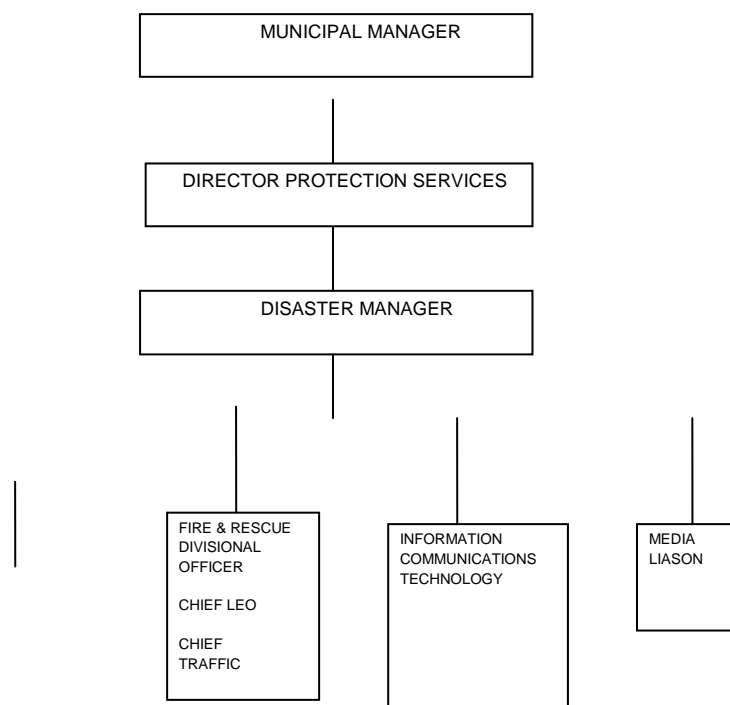 MUNICIPAL MANAGER
DIRECTOR PROTECTION SERVICES
DISASTER MANAGER
FIRE & RESCUE
DIVISIONAL
OFFICER
CHIEF LEO
CHIEF
TRAFFIC
INFORMATION
COMMUNICATIONS
TECHNOLOGY
MEDIA
LIASON